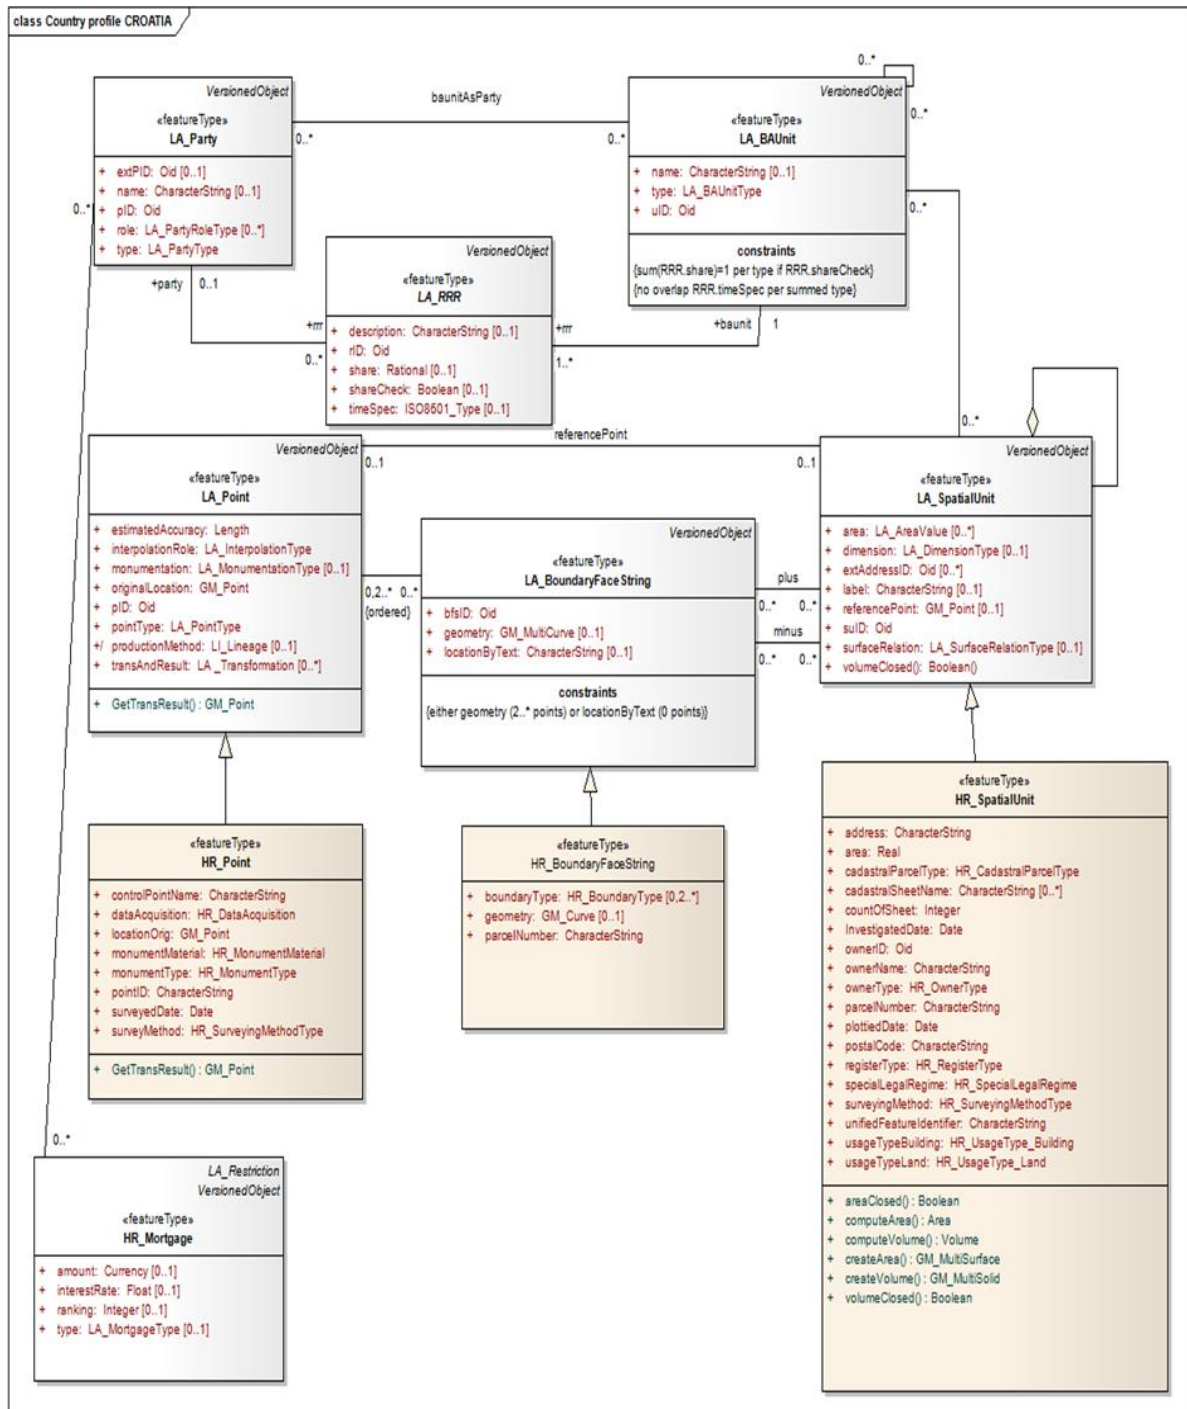 class Country profile CROATIA
VersionedObject
«featureType»
LA_Party
+ extPID: Oid [0..1]
+ name: CharacterString [0..1]
+ pID: Oid
+ role: LA_PartyRoleType [0..*]
+ type: LA_PartyType
baunitAsParty
0..*
0..*
0..*
0..*
VersionedObject
«featureType»
LA_BAUnit
+ name: CharacterString [0..1]
+ type: LA_BAUnitType
+ uID: Oid
constraints
{sum(RRR.share)=1 per type if RRR.shareCheck}
{no overlap RRR.timeSpec per summed type}
0..*
0..*
+party 0..1
+rrr
0..*
VersionedObject
«featureType»
LA_RRR
+ description: CharacterString [0..1]
+ rID: Oid
+ share: Rational [0..1]
+ shareCheck: Boolean [0..1]
+ timeSpec: ISO8601_Type [0..1]
+rrr
1..*
+baunit 1
0..*
referencePoint
0..1
0..1
VersionedObject
«featureType»
LA_Point
+ estimatedAccuracy: Length
+ interpolationRole: LA_InterpolationType
+ monumentation: LA_MonumentationType [0..1]
+ originalLocation: GM_Point
+ pID: Oid
+ pointType: LA_PointType
+/ productionMethod: LI_Lineage [0..1]
+ transAndResult: LA _Transformation [0..*]
+ GetTransResult() : GM_Point
0,2..* 0..*
{ordered}
VersionedObject
«featureType»
LA_BoundaryFaceString
+ bfsID: Oid
+ geometry: GM_MultiCurve [0..1]
+ locationByText: CharacterString [0..1]
constraints
{either geometry (2..* points) or locationByText (0 points)}
plus
0..* 0..*
minus
0..* 0..*
VersionedObject
«featureType»
LA_SpatialUnit
+ area: LA_AreaValue [0..*]
+ dimension: LA_DimensionType [0..1]
+ extAddressID: Oid [0..*]
+ label: CharacterString [0..1]
+ referencePoint: GM_Point [0..1]
+ suID: Oid
+ surfaceRelation: LA_SurfaceRelationType [0..1]
+ volumeClosed(): Boolean()
«featureType»
HR_Point
+ controlPointName: CharacterString
+ dataAcquisition: HR_DataAcquisition
+ locationOrig: GM_Point
+ monumentMaterial: HR_MonumentMaterial
+ monumentType: HR_MonumentType
+ pointID: CharacterString
+ surveyedDate: Date
+ surveyMethod: HR_SurveyingMethodType
+ GetTransResult() : GM_Point
«featureType»
HR_BoundaryFaceString
+ boundaryType: HR_BoundaryType [0,2..*]
+ geometry: GM_Curve [0..1]
+ parcelNumber: CharacterString
«featureType»
HR_SpatialUnit
+ address: CharacterString
+ area: Real
+ cadastralParcelType: HR_CadastralParcelType
+ cadastralSheetName: CharacterString [0..*]
+ countOfSheet: Integer
+ InvestigatedDate: Date
+ ownerID: Oid
+ ownerName: CharacterString
+ ownerType: HR_OwnerType
+ parcelNumber: CharacterString
+ plottiedDate: Date
+ postalCode: CharacterString
+ registerType: HR_RegisterType
+ specialLegalRegime: HR_SpecialLegalRegime
+ surveyingMethod: HR_SurveyingMethodType
+ unifiedFeatureIdentifier: CharacterString
+ usageTypeBuilding: HR_UsageType_Building
+ usageTypeLand: HR_UsageType_Land
+ areaClosed() : Boolean
+ computeArea() : Area
+ computeVolume() : Volume
+ createArea() : GM_MultiSurface
+ createVolume() : GM_MultiSolid
+ volumeClosed() : Boolean
0..*
LA_Restriction
VersionedObject
«featureType»
HR_Mortgage
+ amount: Currency [0..1]
+ interestRate: Float [0..1]
+ ranking: Integer [0..1]
+ type: LA_MortgageType [0..1]